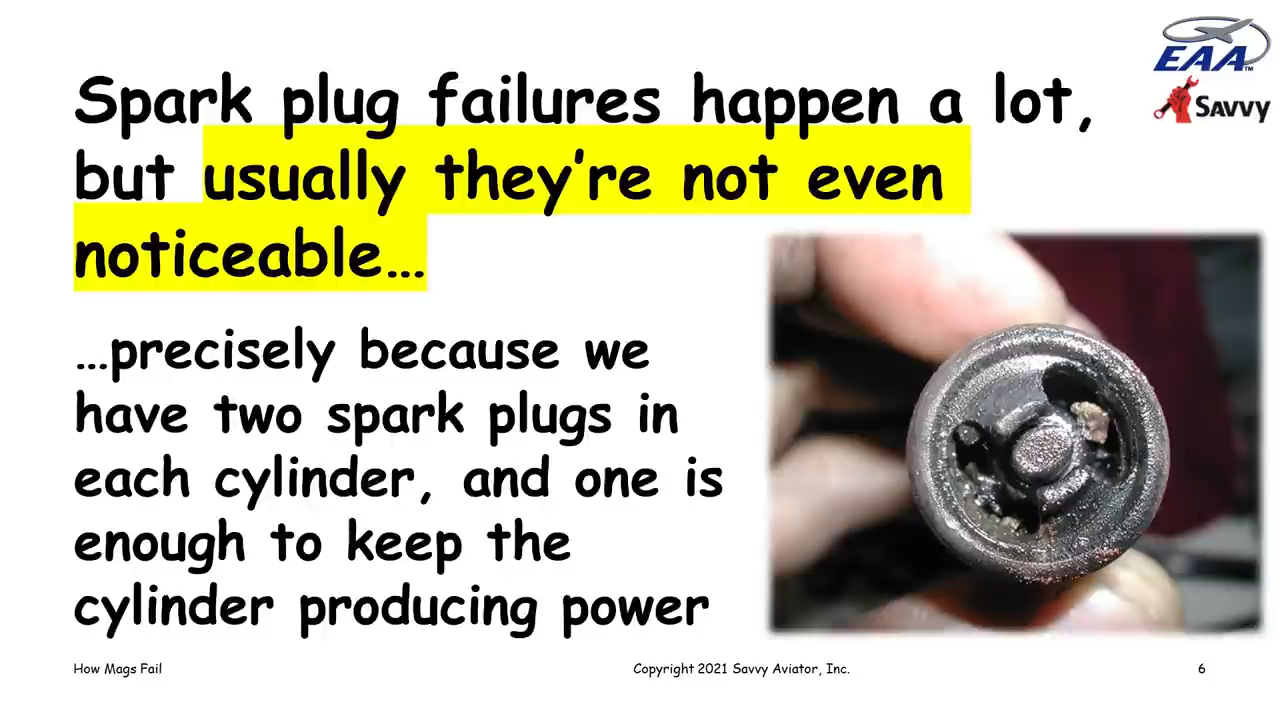 EAA™
Savvy
Spark plug failures happen a lot,
but usually they’re not even
noticeable…
…precisely because we
have two spark plugs in
each cylinder, and one is
enough to keep the
cylinder producing power
How Mags Fail
Copyright 2021 Savvy Aviator, Inc.
6